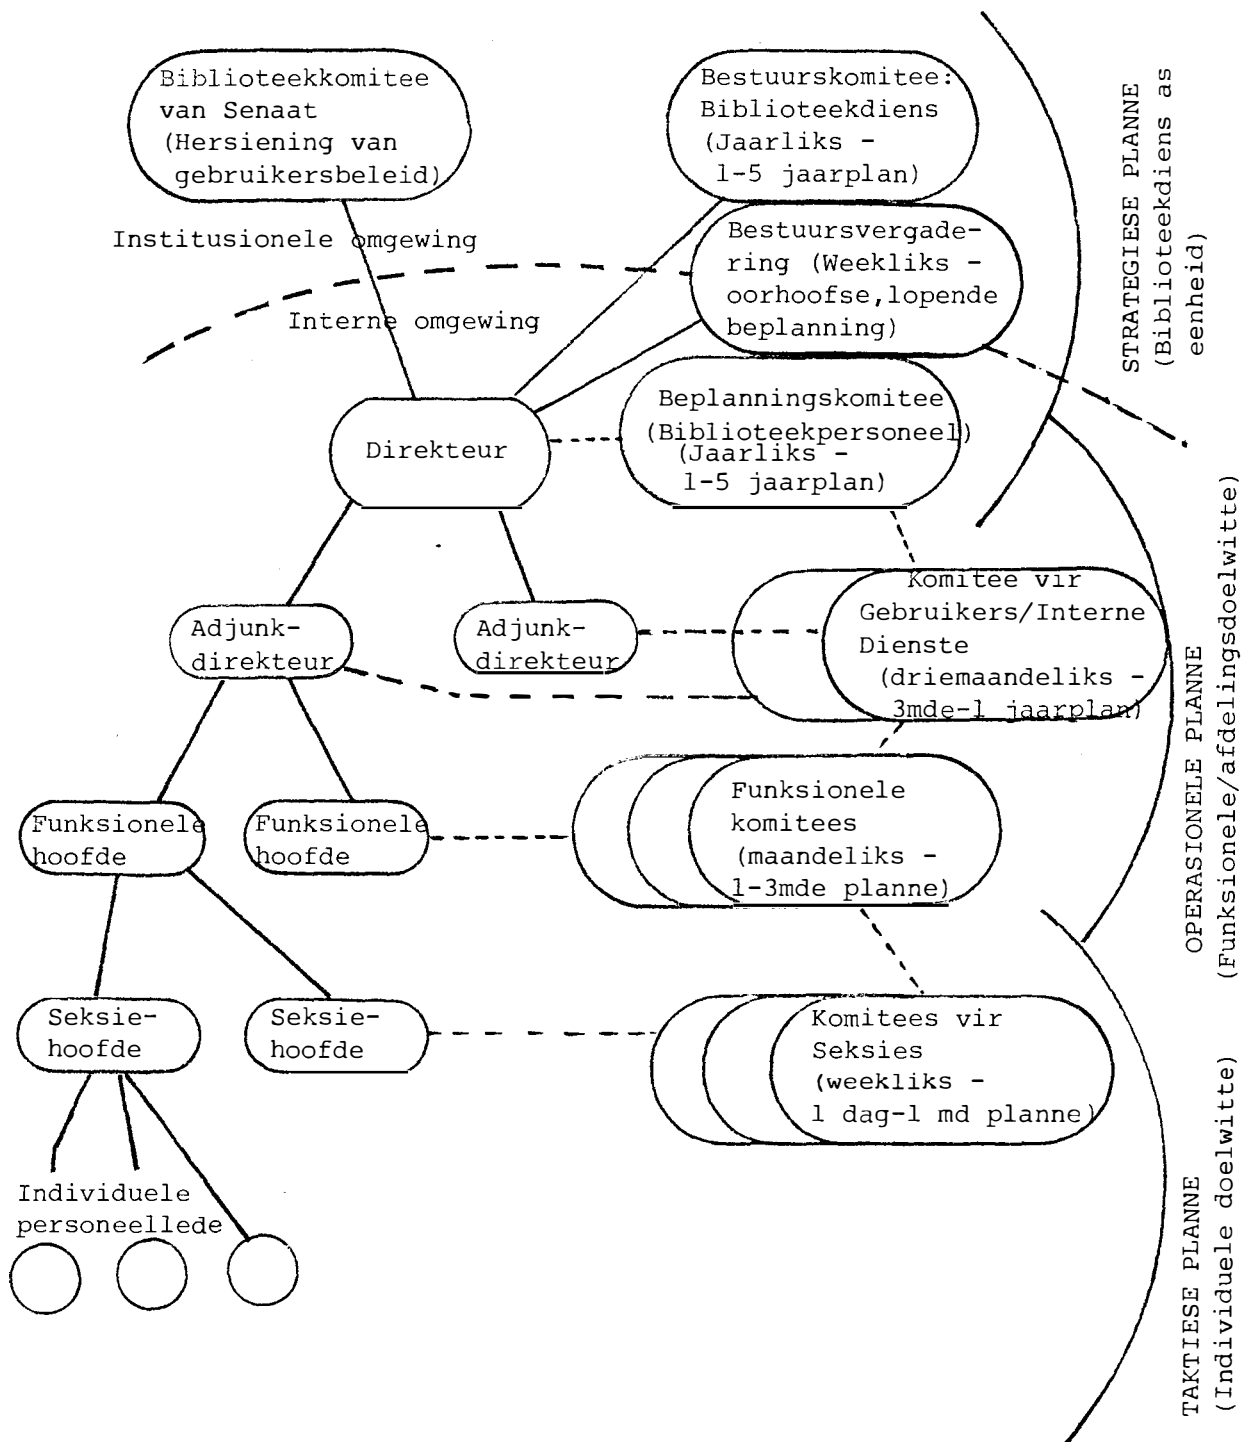 Biblioteekkomitee
van Senaat
(Hersiening van
gebruikersbeleid)
Bestuurskomitee:
Biblioteekdiens
(Jaarliks -
1-5 jaarplan)
Institusionele omgewing
Interne omgewing
Bestuursvergade-
ring (Weekliks -
oorhoofse,lopende
beplanning)
Direkteur
Beplanningskomitee
(Biblioteekpersoneel)
(Jaarliks -
1-5 jaarplan)
Adjunk-
direkteur
Adjunk-
direkteur
Komitee vir
Gebruikers/Interne
Dienste
(driemaandeliks -
3mde-1 jaarplan)
Funksionele
hoofde
Funksionele
hoofde
Funksionele
komitees
(maandeliks -
1-3mde planne)
Seksie-
hoofde
Seksie-
hoofde
Komitees vir
Seksies
(weekliks -
1 dag-1 md planne)
Individuele
personeellede
STRATEGIESE PLANNE
(Biblioteekdiens as
eenheid)
OPERASIONELE PLANNE
(Funksionele/afdelingsdoelwitte)
TAKTIESE PLANNE
(Individuele doelwitte)